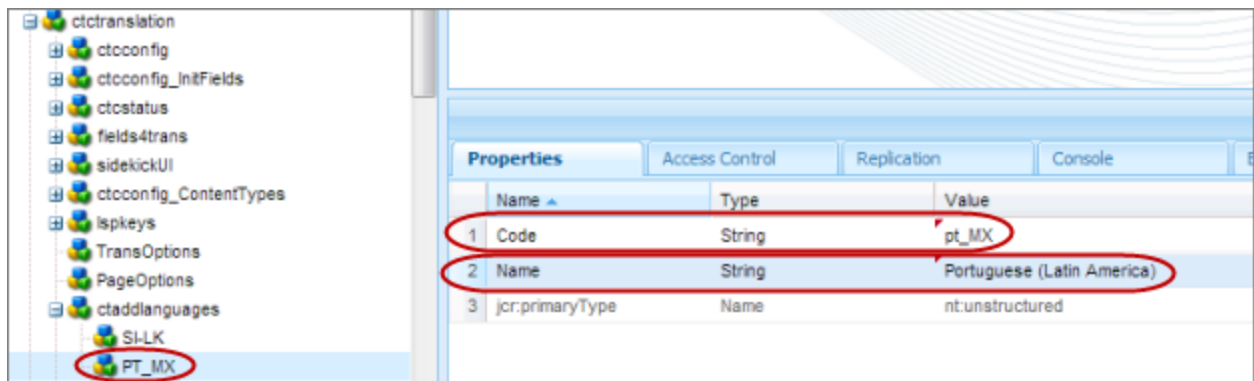 ctctranslation
ctcconfig
ctcconfig_InitFields
ctcstatus
fields4trans
sidekickUI
ctcconfig_ContentTypes
lspkeys
TransOptions
PageOptions
ctaddlanguages
SI-LK
PT_MX
Properties Access Control Replication Console
Name Type Value
1 Code String pt_MX
2 Name String Portuguese (Latin America)
3 jcr:primaryType Name nt:unstructured